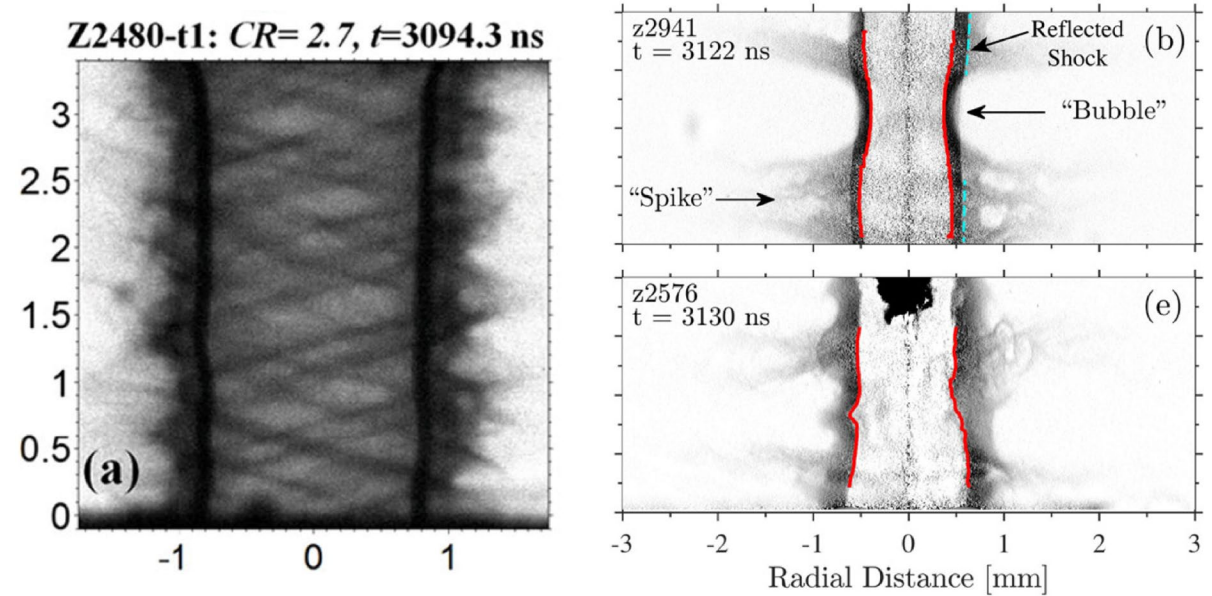 Z2480-t1: CR= 2.7, t=3094.3 ns
3
2.5
2
1.5
1
0.5
0
(a)
-1 0 1
z2941
t = 3122 ns
Reflected
Shock
(b)
“Bubble”
“Spike”
z2576
t = 3130 ns
(e)
-3 -2 -1 0 1 2 3
Radial Distance [mm]